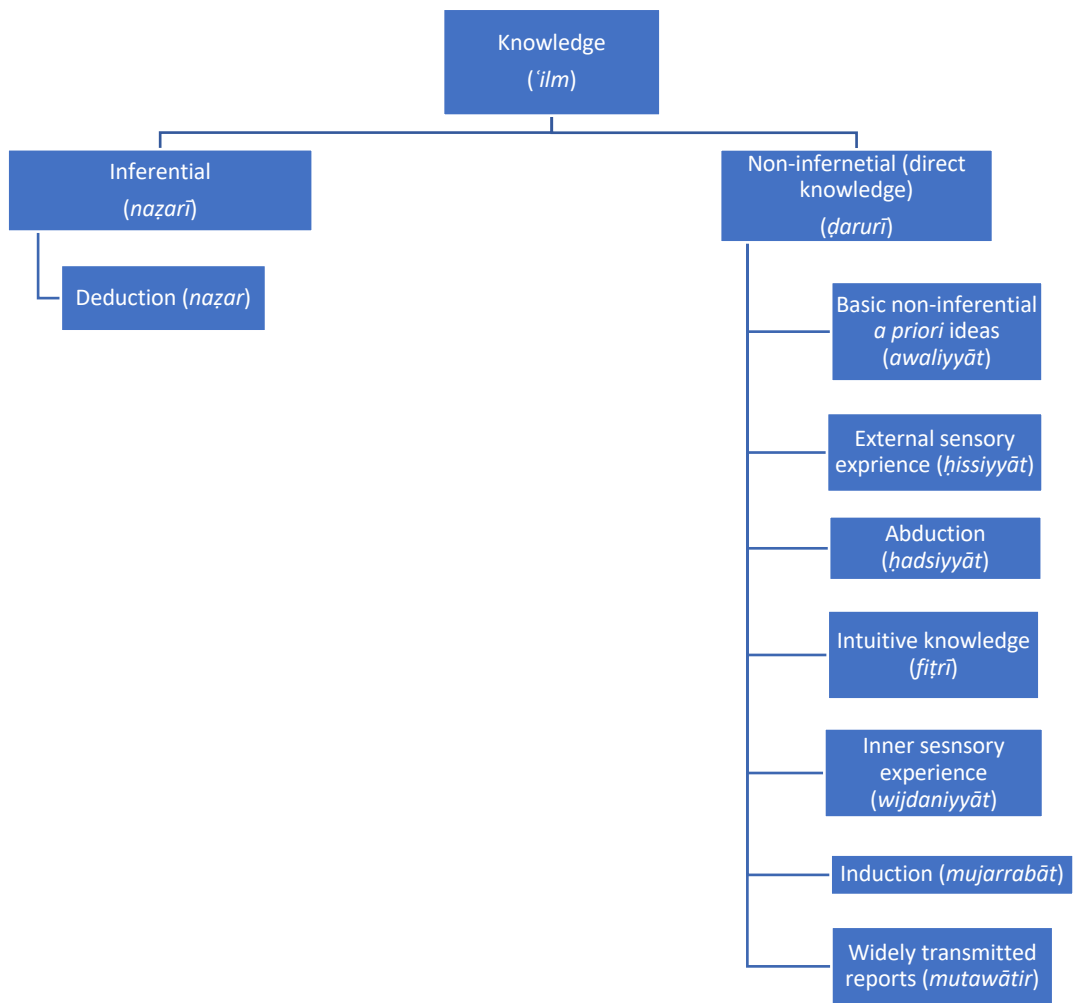 Knowledge
(ʿilm)
Inferential
(naẓarī)
Deduction (naẓar)
Non-infernetial (direct
knowledge)
(ḍarurī)
Basic non-inferential
a priori ideas
(awaliyyāt)
External sensory
exprience (ḥissiyyāt)
Abduction
(ḥadsiyyāt)
Intuitive knowledge
(fiṭrī)
Inner sesnsory
experience
(wijdaniyyāt)
Induction (mujarrabāt)
Widely transmitted
reports (mutawātir)